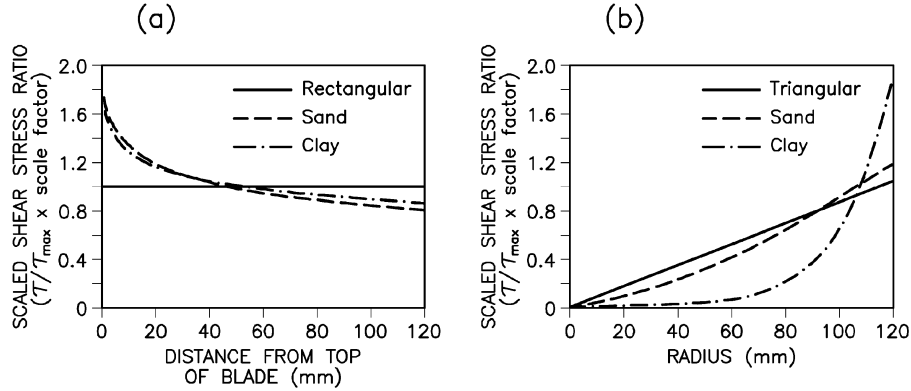 (a)
SCALED SHEAR STRESS RATIO
(τ/τmax x scale factor)
2.0
1.6
1.2
0.8
0.4
0
Rectangular
Sand
Clay
0 20 40 60 80 100 120
DISTANCE FROM TOP
OF BLADE (mm)
(b)
SCALED SHEAR STRESS RATIO
(τ/τmax x scale factor)
2.0
1.6
1.2
0.8
0.4
0
Triangular
Sand
Clay
0 20 40 60 80 100 120
RADIUS (mm)